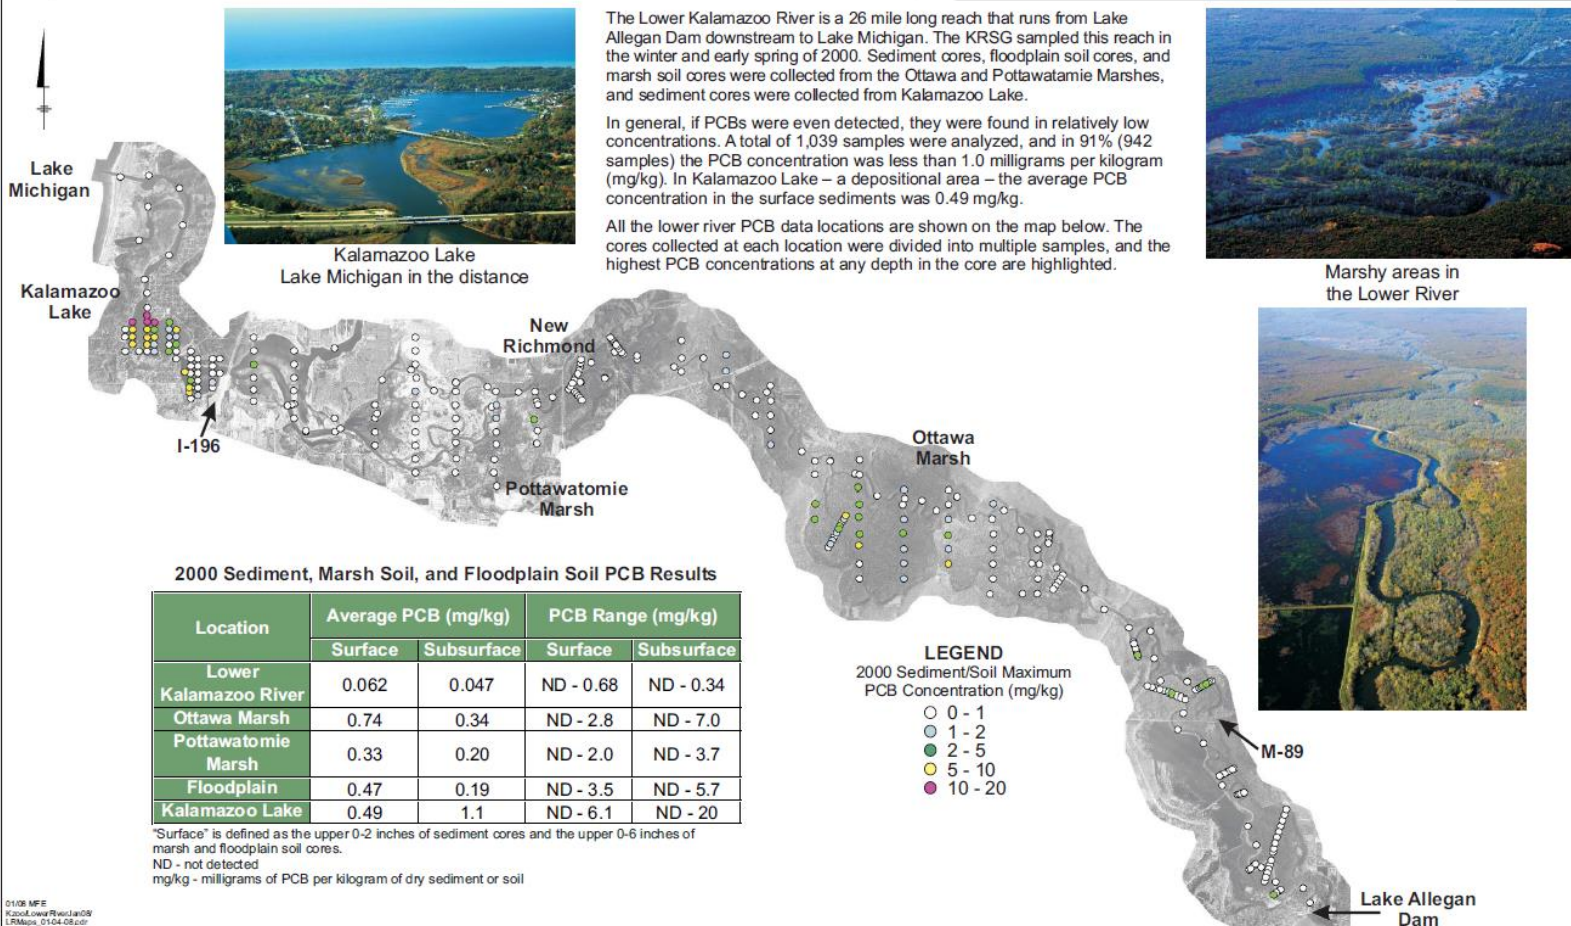 The Lower Kalamazoo River is a 26 mile long reach that runs from Lake
Allegan Dam downstream to Lake Michigan. The KRSG sampled this reach in
the winter and early spring of 2000. Sediment cores, floodplain soil cores, and
marsh soil cores were collected from the Ottawa and Pottawatamie Marshes,
and sediment cores were collected from Kalamazoo Lake.
In general, if PCBs were even detected, they were found in relatively low
concentrations. A total of 1,039 samples were analyzed, and in 91% (942
samples) the PCB concentration was less than 1.0 milligrams per kilogram
(mg/kg). In Kalamazoo Lake – a depositional area – the average PCB
concentration in the surface sediments was 0.49 mg/kg.
All the lower river PCB data locations are shown on the map below. The
cores collected at each location were divided into multiple samples, and the
highest PCB concentrations at any depth in the core are highlighted.
Kalamazoo Lake
Lake Michigan in the distance
Marshy areas in
the Lower River
Lake
Michigan
Kalamazoo
Lake
I-196
New
Richmond
Pottawatomie
Marsh
Ottawa
Marsh
M-89
Lake Allegan
Dam
2000 Sediment, Marsh Soil, and Floodplain Soil PCB Results
Location Average PCB (mg/kg) PCB Range (mg/kg)
Surface Subsurface Surface Subsurface
Lower
Kalamazoo River 0.062 0.047 ND - 0.68 ND - 0.34
Ottawa Marsh 0.74 0.34 ND - 2.8 ND - 7.0
Pottawatomie
Marsh 0.33 0.20 ND - 2.0 ND - 3.7
Floodplain 0.47 0.19 ND - 3.5 ND - 5.7
Kalamazoo Lake 0.49 1.1 ND - 6.1 ND - 20
"Surface" is defined as the upper 0-2 inches of sediment cores and the upper 0-6 inches of
marsh and floodplain soil cores.
ND - not detected
mg/kg - milligrams of PCB per kilogram of dry sediment or soil
LEGEND
2000 Sediment/Soil Maximum
PCB Concentration (mg/kg)
0 - 1
1 - 2
2 - 5
5 - 10
10 - 20
01/08 MFE
Kzoo/LowerRiver/Jan08/
LRMaps_01-04-08.cdr